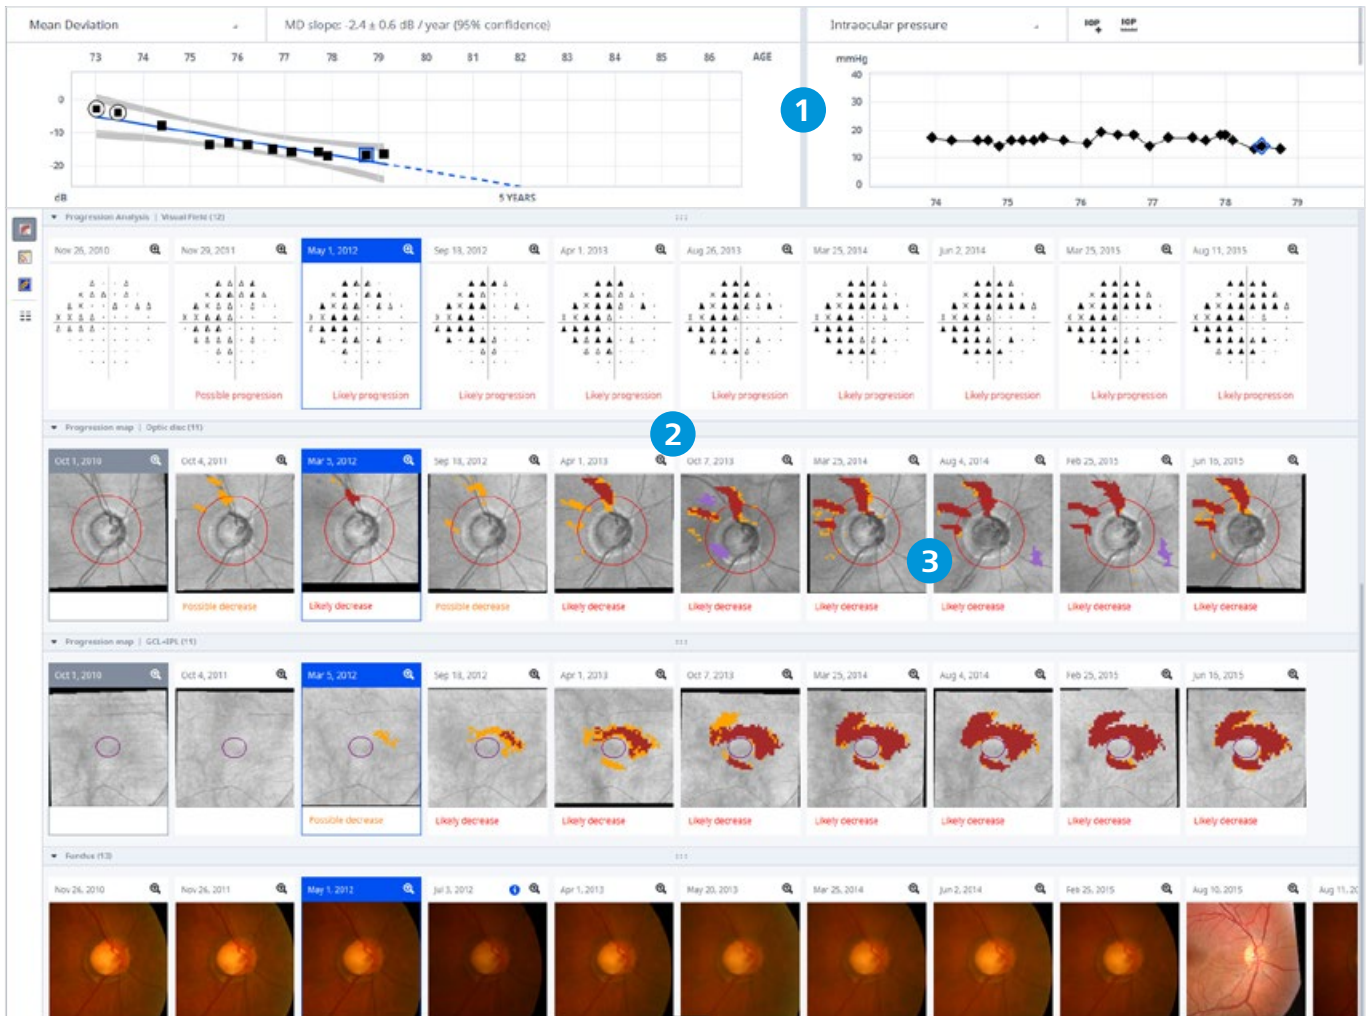 Mean Deviation
MD slope: -2.4 ± 0.6 dB / year (95% confidence)
Intraocular pressure
IOP
IOP
73 74 75 76 77 78 79 80 81 82 83 84 85 86 AGE
0
-10
-20
dB
5 YEARS
mmHg
40
30
20
10
0
74 75 76 77 78 79
1
Progression Analysis | Visual Field (12)
Nov 26, 2010 Nov 29, 2011 May 1, 2012 Sep 18, 2012 Apr 1, 2013 Aug 26, 2013 Mar 25, 2014 Jun 2, 2014 Mar 25, 2015 Aug 11, 2015
Possible progression Likely progression Likely progression Likely progression Likely progression Likely progression Likely progression Likely progression Likely progression
2
Progression map | Optic disc (11)
Oct 1, 2010 Oct 4, 2011 Mar 5, 2012 Sep 18, 2012 Apr 1, 2013 Oct 7, 2013 Mar 25, 2014 Aug 4, 2014 Feb 25, 2015 Jun 16, 2015
3
Possible decrease Likely decrease Possible decrease Likely decrease Likely decrease Likely decrease Likely decrease Likely decrease Likely decrease
Progression map | GCL+IPL (11)
Oct 1, 2010 Oct 4, 2011 Mar 5, 2012 Sep 18, 2012 Apr 1, 2013 Oct 7, 2013 Mar 25, 2014 Aug 4, 2014 Feb 25, 2015 Jun 16, 2015
Possible decrease Likely decrease Likely decrease Likely decrease Likely decrease Likely decrease Likely decrease Likely decrease
Fundus (13)
Nov 26, 2010 Nov 26, 2011 May 1, 2012 Jul 3, 2012 Apr 1, 2013 May 20, 2013 Mar 25, 2014 Jun 2, 2014 Feb 25, 2015 Aug 10, 2015 Aug 11, 20